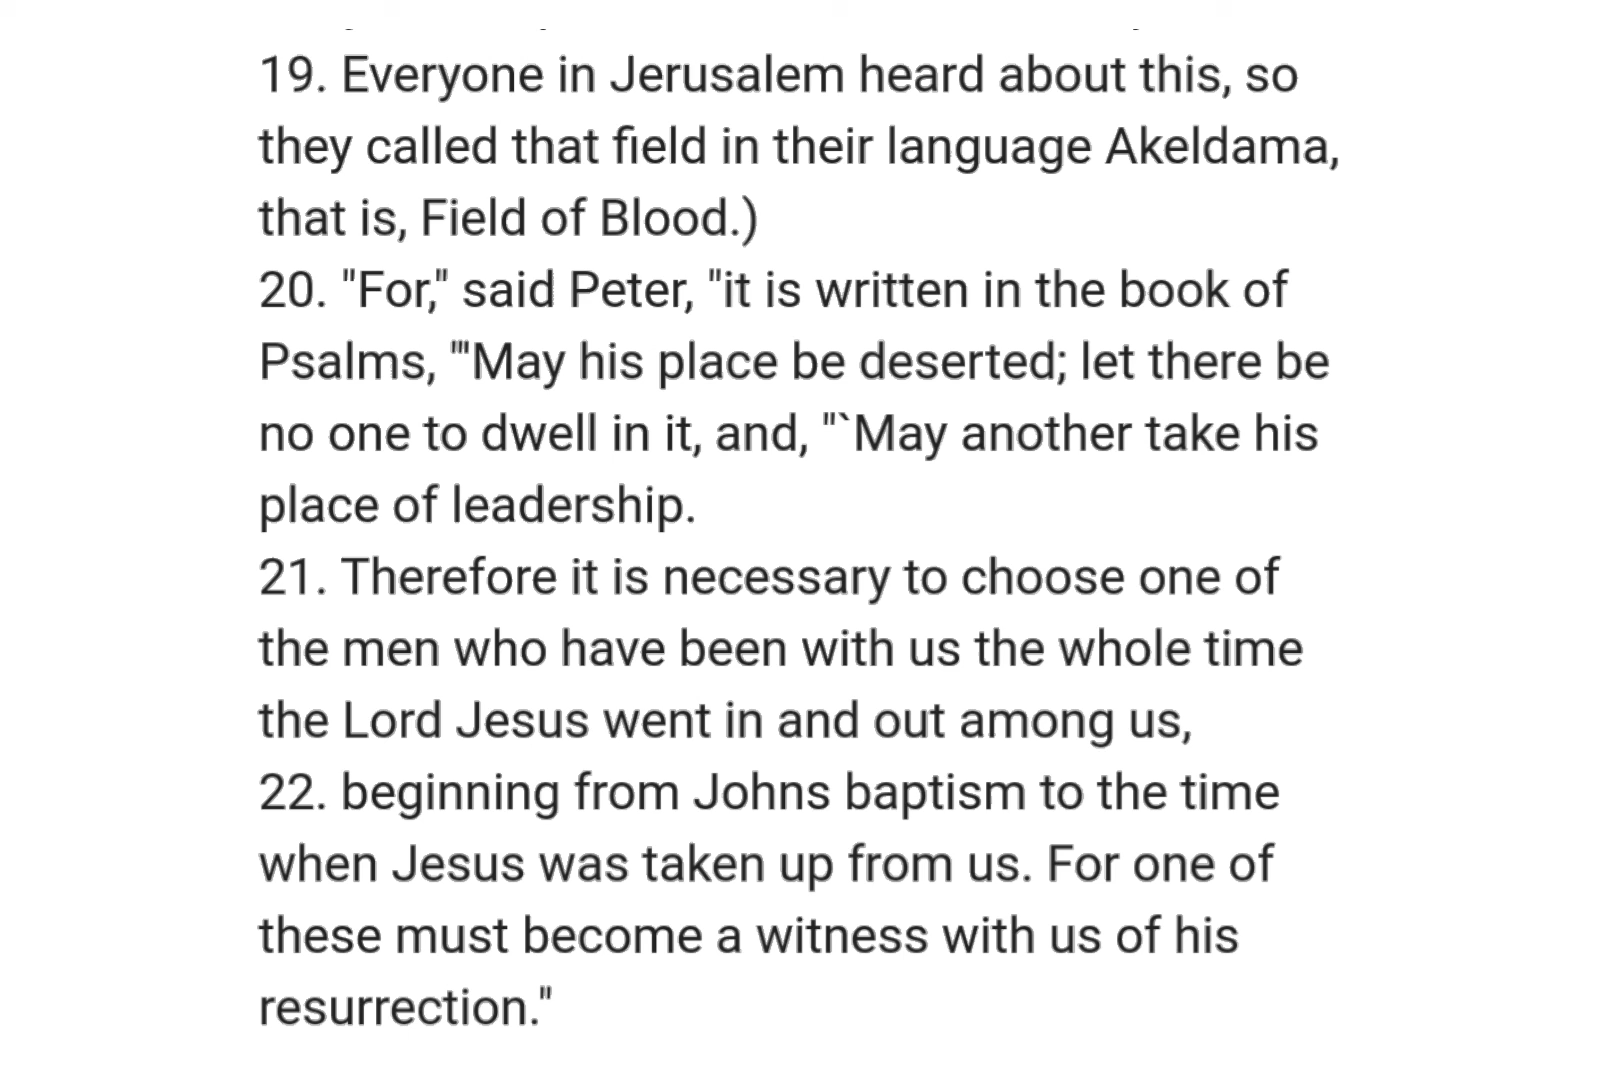 19. Everyone in Jerusalem heard about this, so
they called that field in their language Akeldama,
that is, Field of Blood.)
20. "For," said Peter, "it is written in the book of
Psalms, "'May his place be deserted; let there be
no one to dwell in it, and, "`May another take his
place of leadership.
21. Therefore it is necessary to choose one of
the men who have been with us the whole time
the Lord Jesus went in and out among us,
22. beginning from Johns baptism to the time
when Jesus was taken up from us. For one of
these must become a witness with us of his
resurrection."